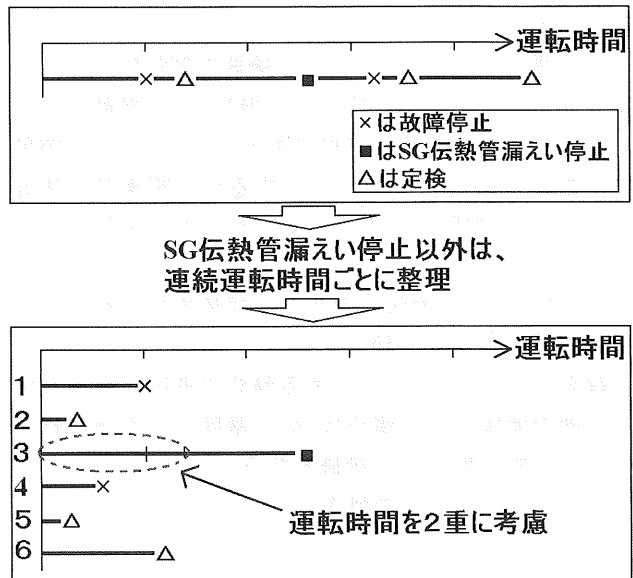 運転時間
×は故障停止
■はSG伝熱管漏えい停止
△は定検
SG伝熱管漏えい停止以外は、
連続運転時間ごとに整理
運転時間
1
2
3
4
5
6
運転時間を2重に考慮